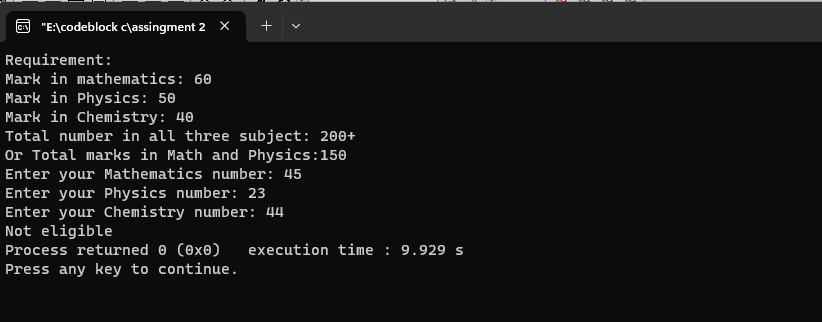 "E:\codeblock c\assingment 2
Requirement:
Mark in mathematics: 60
Mark in Physics: 50
Mark in Chemistry: 40
Total number in all three subject: 200+
Or Total marks in Math and Physics:150
Enter your Mathematics number: 45
Enter your Physics number: 23
Enter your Chemistry number: 44
Not eligible
Process returned 0 (0x0)   execution time : 9.929 s
Press any key to continue.